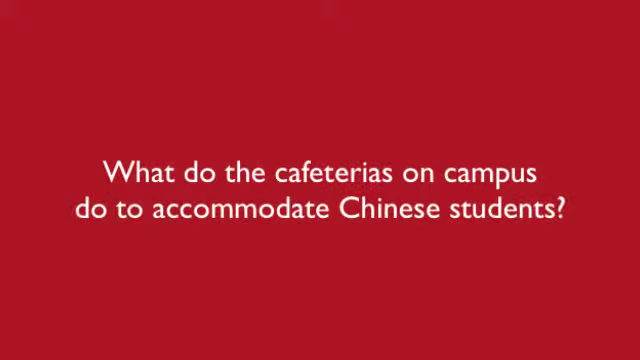 What do the cafeterias on campus
do to accommodate Chinese students?